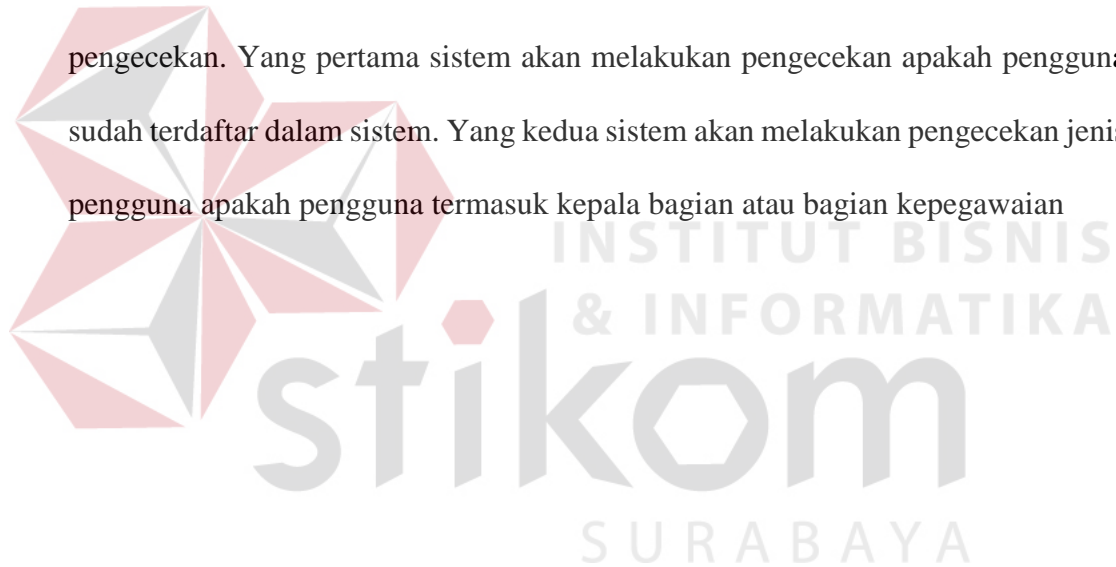 pengecekan. Yang pertama sistem akan melakukan pengecekan apakah pengguna
sudah terdaftar dalam sistem. Yang kedua sistem akan melakukan pengecekan jenis
pengguna apakah pengguna termasuk kepala bagian atau bagian kepegawaian
INSTITUT BISNIS
& INFORMATIKA
stikom
SURABAYA